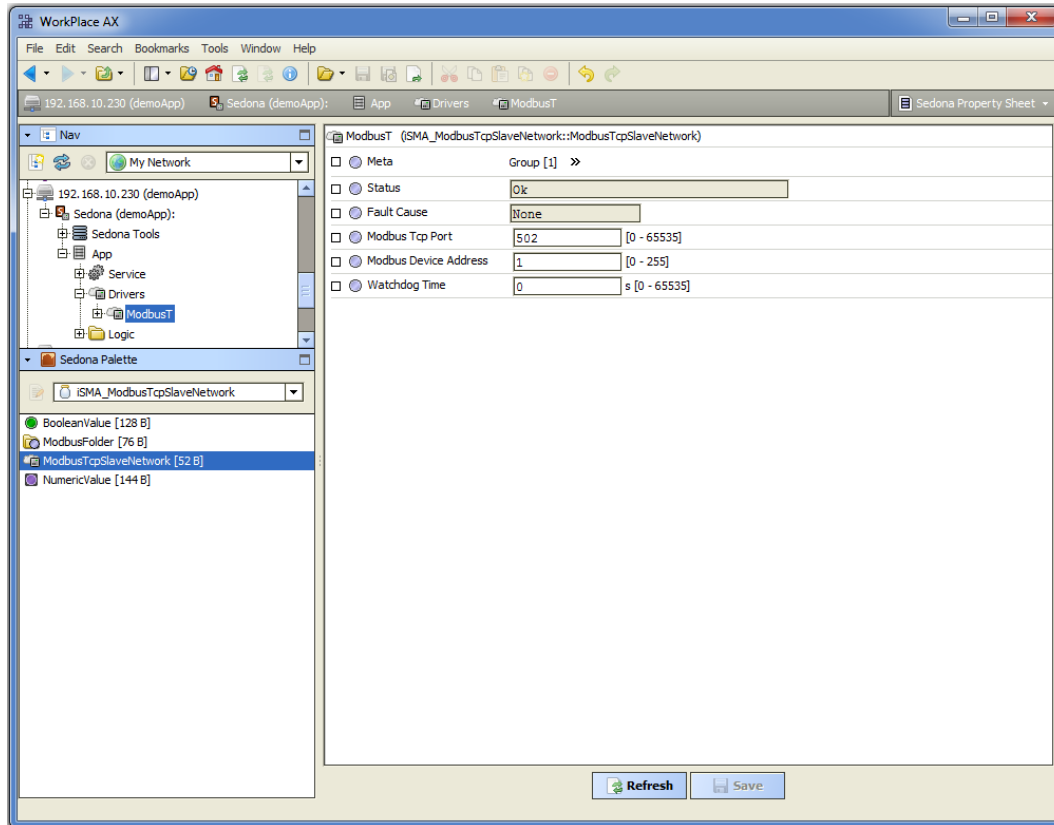 WorkPlace AX
File Edit Search Bookmarks Tools Window Help
192.168.10.230 (demoApp) Sedona (demoApp): App Drivers ModbusT Sedona Property Sheet
Nav
My Network
192.168.10.230 (demoApp)
Sedona (demoApp):
Sedona Tools
App
Service
Drivers
ModbusT
Logic
Sedona Palette
iSMA_ModbusTcpSlaveNetwork
BooleanValue [128 B]
ModbusFolder [76 B]
ModbusTcpSlaveNetwork [52 B]
NumericValue [144 B]
ModbusT (iSMA_ModbusTcpSlaveNetwork::ModbusTcpSlaveNetwork)
Meta Group [1] »
Status Ok
Fault Cause None
Modbus Tcp Port 502 [0 - 65535]
Modbus Device Address 1 [0 - 255]
Watchdog Time 0 s [0 - 65535]
Refresh Save